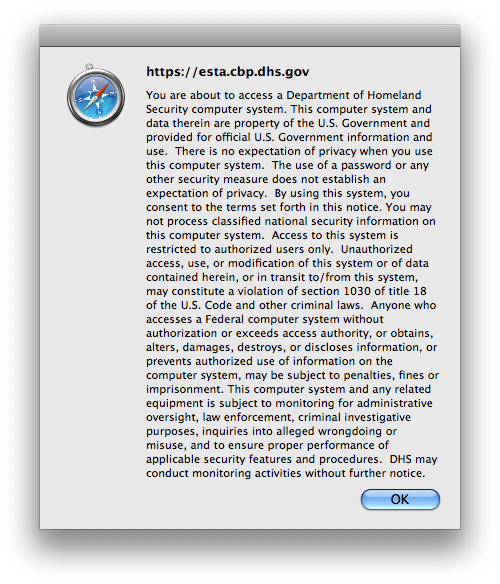 https://esta.cbp.dhs.gov
You are about to access a Department of Homeland
Security computer system. This computer system and
data therein are property of the U.S. Government and
provided for official U.S. Government information and
use.  There is no expectation of privacy when you use
this computer system.  The use of a password or any
other security measure does not establish an
expectation of privacy.  By using this system, you
consent to the terms set forth in this notice. You may
not process classified national security information on
this computer system.  Access to this system is
restricted to authorized users only.  Unauthorized
access, use, or modification of this system or of data
contained herein, or in transit to/from this system,
may constitute a violation of section 1030 of title 18
of the U.S. Code and other criminal laws.  Anyone who
accesses a Federal computer system without
authorization or exceeds access authority, or obtains,
alters, damages, destroys, or discloses information, or
prevents authorized use of information on the
computer system, may be subject to penalties, fines or
imprisonment. This computer system and any related
equipment is subject to monitoring for administrative
oversight, law enforcement, criminal investigative
purposes, inquiries into alleged wrongdoing or
misuse, and to ensure proper performance of
applicable security features and procedures.  DHS may
conduct monitoring activities without further notice.
OK